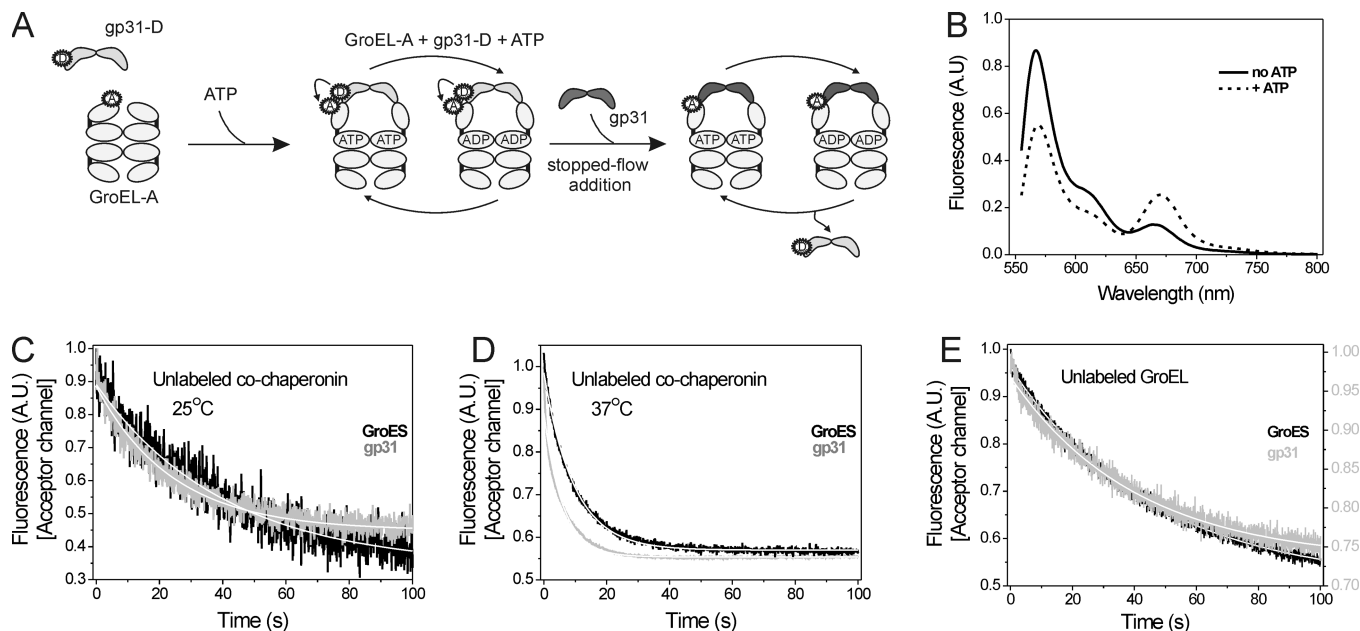 A
gp31-D
D
A
GroEL-A
ATP
GroEL-A + gp31-D + ATP
D
A
ATP ATP
D
A
ADP ADP
gp31
stopped-flow
addition
A
ATP ATP
A
ADP ADP
D
B
Fluorescence (A.U)
1.0
0.8
0.6
0.4
0.2
0.0
no ATP
+ ATP
550 600 650 700 750 800
Wavelength (nm)
C
Fluorescence (A.U.)
[Acceptor channel]
1.0
0.9
0.8
0.7
0.6
0.5
0.4
0.3
Unlabeled co-chaperonin
25°C
GroES
gp31
0 20 40 60 80 100
Time (s)
D
Fluorescence (A.U.)
[Acceptor channel]
1.0
0.9
0.8
0.7
0.6
0.5
Unlabeled co-chaperonin
37°C
GroES
gp31
0 20 40 60 80 100
Time (s)
E
Fluorescence (A.U.)
[Acceptor channel]
1.0
0.9
0.8
0.7
0.6
0.5
Unlabeled GroEL
GroES
gp31
1.00
0.95
0.90
0.85
0.80
0.75
0.70
0 20 40 60 80 100
Time (s)